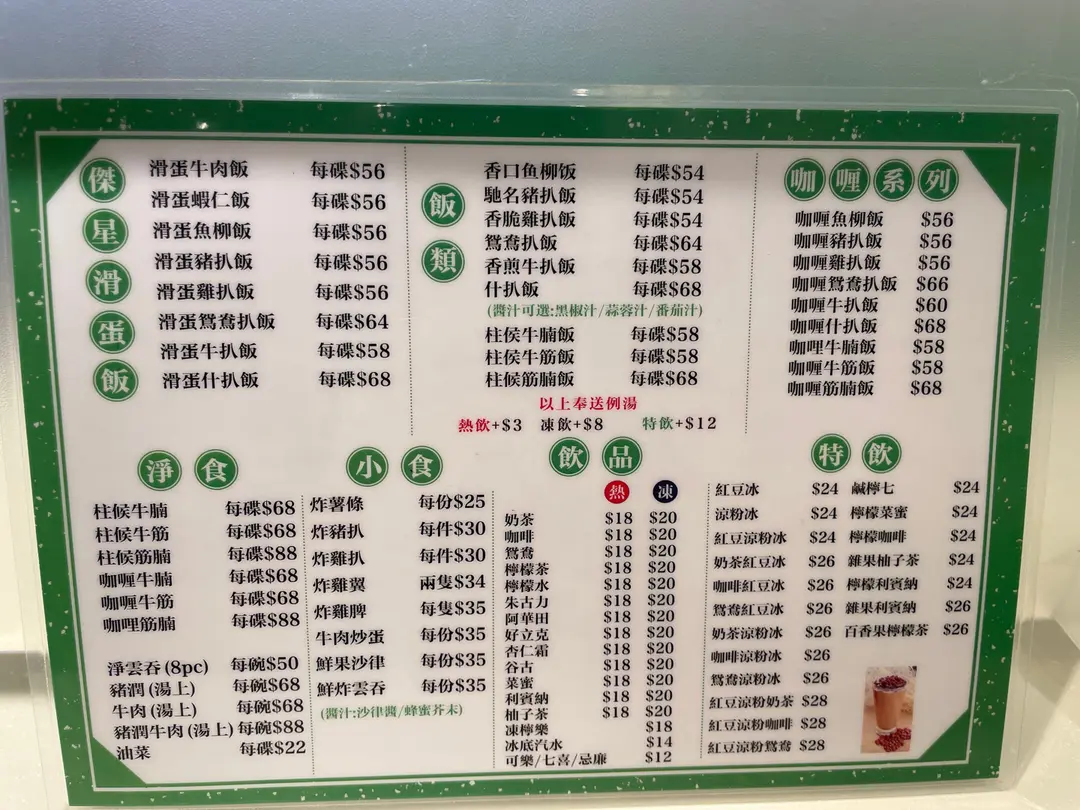 傑星滑蛋飯
滑蛋牛肉飯 每碟$56
滑蛋蝦仁飯 每碟$56
滑蛋魚柳飯 每碟$56
滑蛋豬扒飯 每碟$56
滑蛋雞扒飯 每碟$56
滑蛋鴛鴦扒飯 每碟$64
滑蛋牛扒飯 每碟$58
滑蛋什扒飯 每碟$68
飯類
香口鱼柳饭 每碟$54
馳名豬扒飯 每碟$54
香脆雞扒飯 每碟$54
鴛鴦扒飯 每碟$64
香煎牛扒飯 每碟$58
什扒飯 每碟$68
(醬汁可選:黑椒汁/蒜蓉汁/番茄汁)
柱侯牛腩飯 每碟$58
柱侯牛筋飯 每碟$58
柱候筋腩飯 每碟$68
以上奉送例湯
熱飲+$3 凍飲+$8 特飲+$12
咖喱系列
咖喱魚柳飯 $56
咖喱豬扒飯 $56
咖喱雞扒飯 $56
咖喱鴛鴦扒飯 $66
咖喱牛扒飯 $60
咖喱什扒飯 $68
咖哩牛腩飯 $58
咖喱牛筋飯 $58
咖喱筋腩飯 $68
淨食
柱候牛腩 每碟$68
柱候牛筋 每碟$68
柱候筋腩 每碟$88
咖喱牛腩 每碟$68
咖喱牛筋 每碟$68
咖哩筋腩 每碟$88
淨雲吞(8pc) 每碗$50
豬潤(湯上) 每碗$68
牛肉(湯上) 每碗$68
豬潤牛肉(湯上) 每碗$88
油菜 每碟$22
小食
炸薯條 每份$25
炸豬扒 每件$30
炸雞扒 每件$30
炸雞翼 兩隻$34
炸雞脾 每隻$35
牛肉炒蛋 每份$35
鮮果沙律 每份$35
鮮炸雲吞 每份$35
(醬汁:沙律醬/蜂蜜芥末)
飲品
熱 凍
奶茶 $18 $20
咖啡 $18 $20
鴛鴦 $18 $20
檸檬茶 $18 $20
檸檬水 $18 $20
朱古力 $18 $20
阿華田 $18 $20
好立克 $18 $20
杏仁霜 $18 $20
谷古 $18 $20
菜蜜 $18 $20
利賓納 $18 $20
柚子茶 $18 $20
凍檸樂 $18
冰底汽水 $14
可樂/七喜/忌廉 $12
特飲
紅豆冰 $24 鹹檸七 $24
涼粉冰 $24 檸檬菜蜜 $24
紅豆涼粉冰 $24 檸檬咖啡 $24
奶茶紅豆冰 $26 雜果柚子茶 $24
咖啡紅豆冰 $26 檸檬利賓納 $24
鴛鴦紅豆冰 $26 雜果利賓納 $26
奶茶涼粉冰 $26 百香果檸檬茶 $26
咖啡涼粉冰 $26
鴛鴦涼粉冰 $26
紅豆涼粉奶茶 $28
紅豆涼粉咖啡 $28
紅豆涼粉鴛鴦 $28